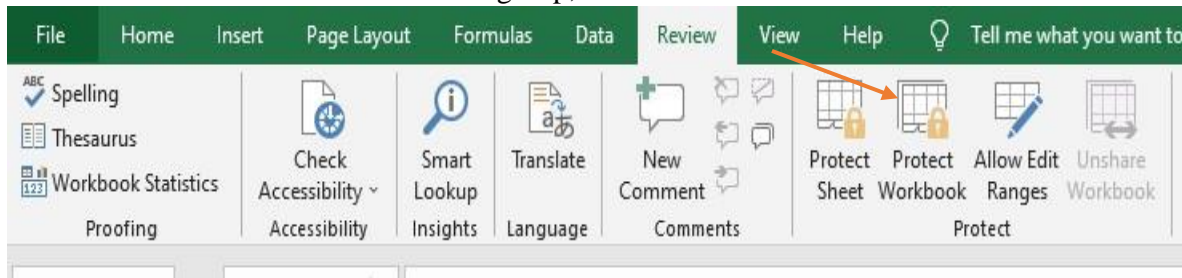 File Home Insert Page Layout Formulas Data Review View Help Tell me what you want to
ABC Spelling
Thesaurus
123 Workbook Statistics
Proofing
Check
Accessibility
Accessibility
Smart
Lookup
Insights
Translate
Language
New
Comment
Comments
Protect
Sheet
Protect
Workbook
Allow Edit
Ranges
Unshare
Workbook
Protect